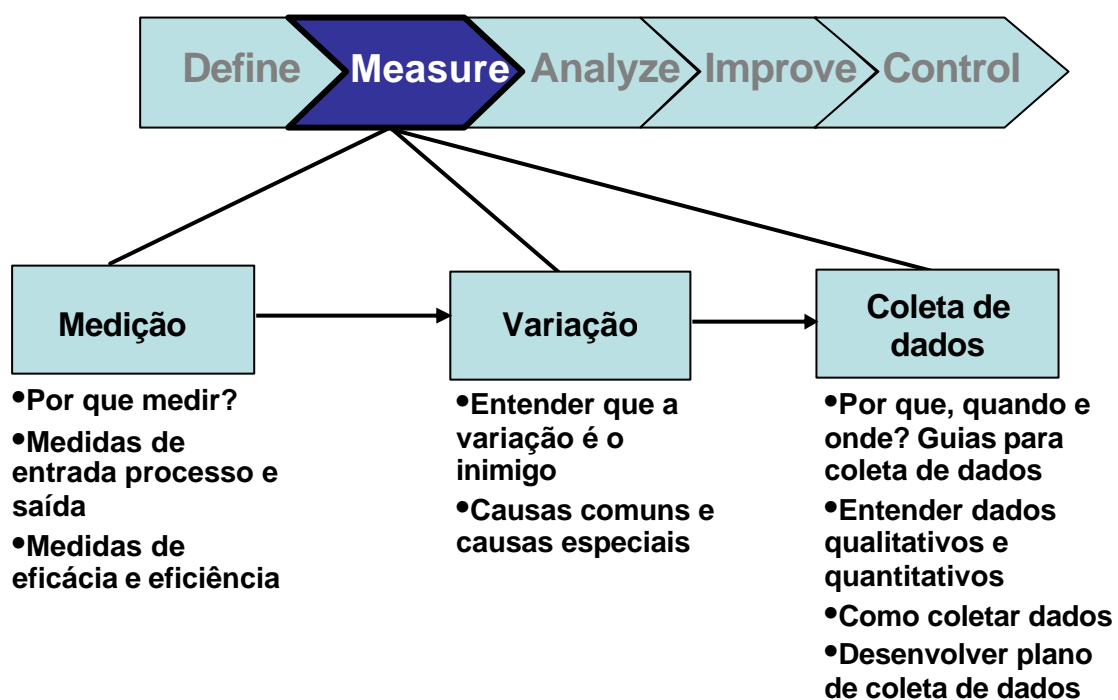 Define Measure Analyze Improve Control
Medição
•Por que medir?
•Medidas de
entrada processo e
saída
•Medidas de
eficácia e eficiência
Variação
•Entender que a
variação é o
inimigo
•Causas comuns e
causas especiais
Coleta de
dados
•Por que, quando e
onde? Guias para
coleta de dados
•Entender dados
qualitativos e
quantitativos
•Como coletar dados
•Desenvolver plano
de coleta de dados